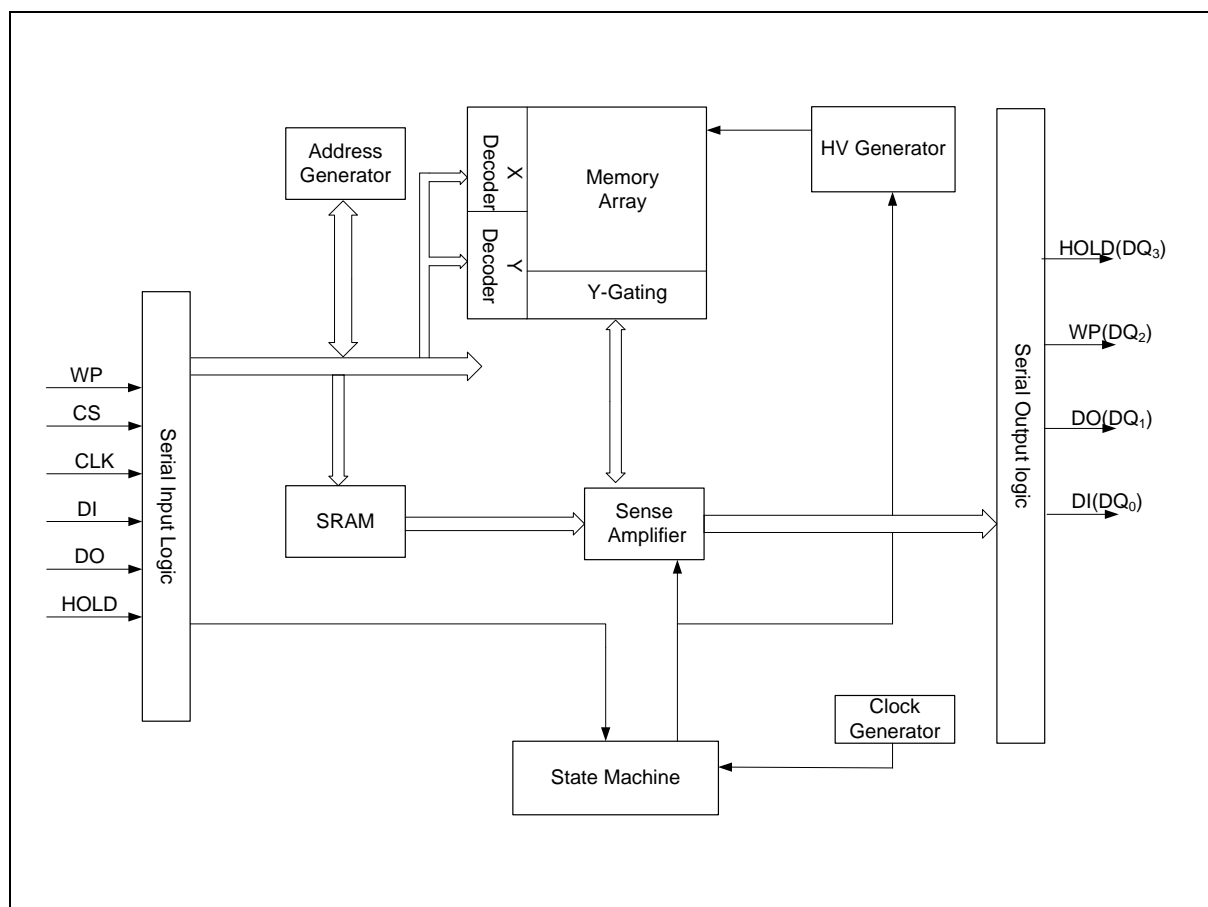 Address
Generator
X
Decoder
Y
Decoder
Memory
Array
Y-Gating
HV Generator
WP
CS
CLK
DI
DO
HOLD
Serial Input Logic
SRAM
Sense
Amplifier
Serial Output logic
HOLD(DQ₃)
WP(DQ₂)
DO(DQ₁)
DI(DQ₀)
Clock
Generator
State Machine